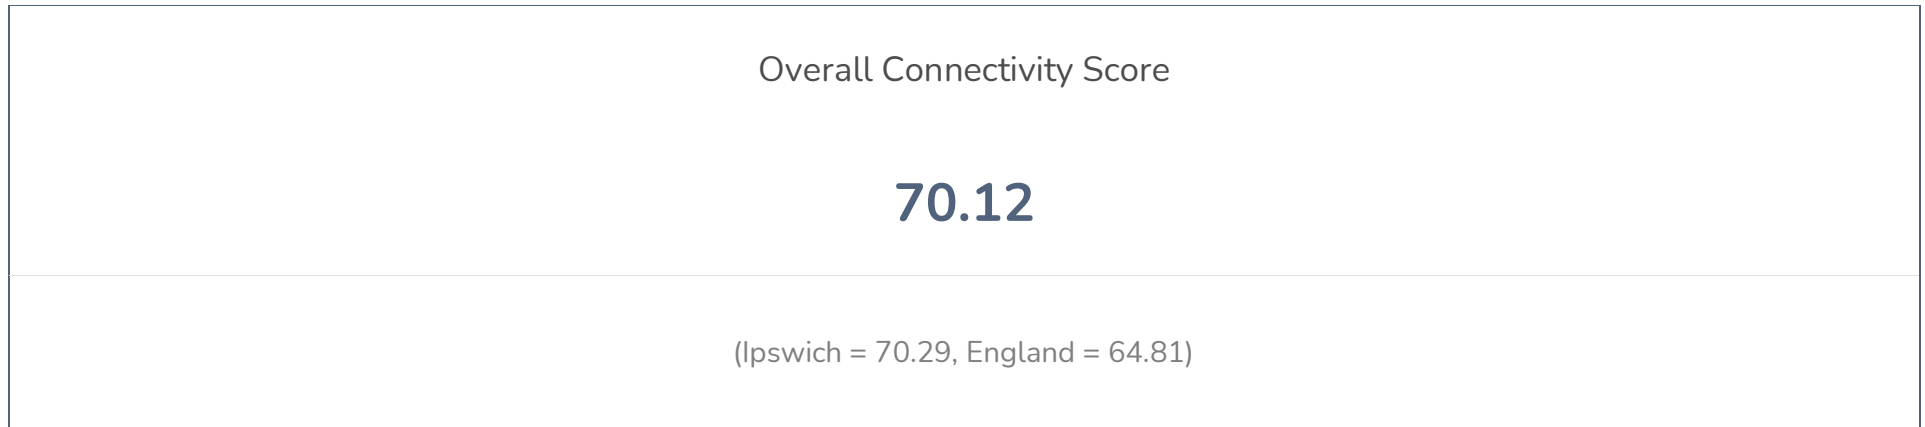 Overall Connectivity Score
70.12
(Ipswich = 70.29, England = 64.81)